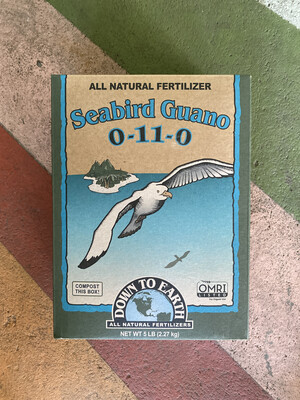 ALL NATURAL FERTILIZER
Seabird Guano
0-11-0
COMPOST
THIS BOX!
OMRI
LISTED
DOWN TO EARTH
ALL NATURAL FERTILIZERS
NET WT 5 LB (2.27 kg)